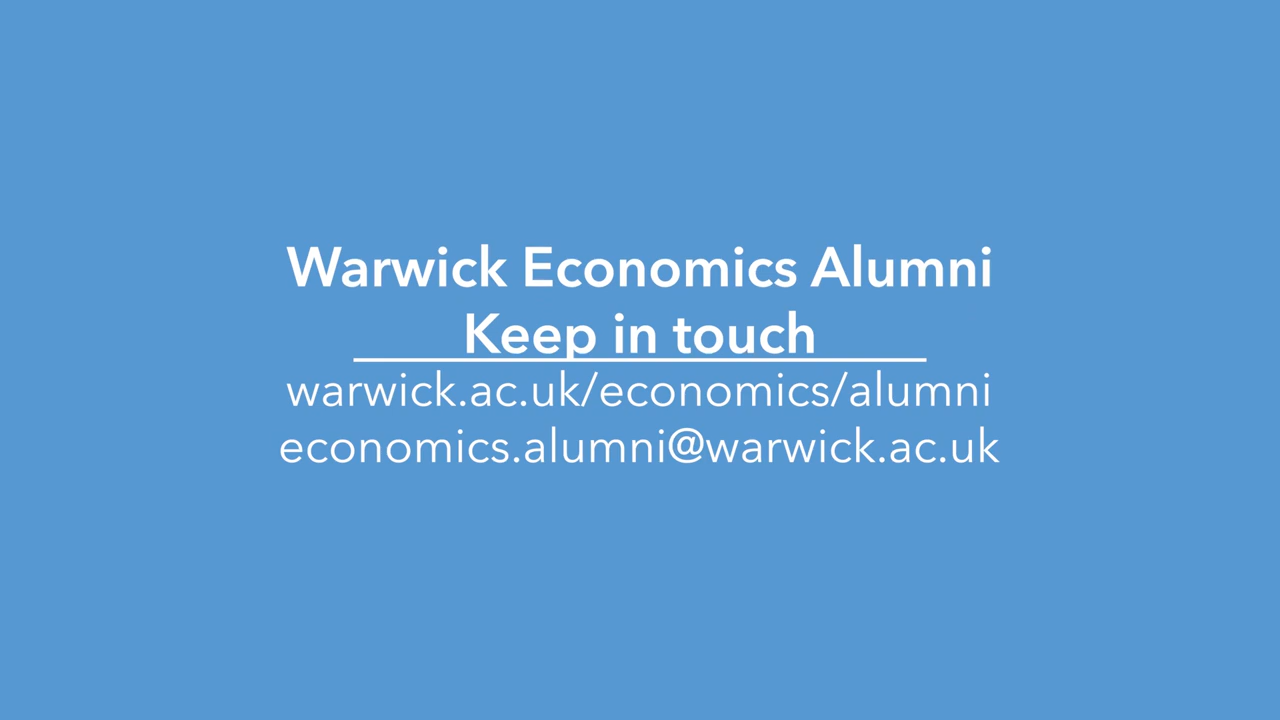 Warwick Economics Alumni
Keep in touch
warwick.ac.uk/economics/alumni
economics.alumni@warwick.ac.uk